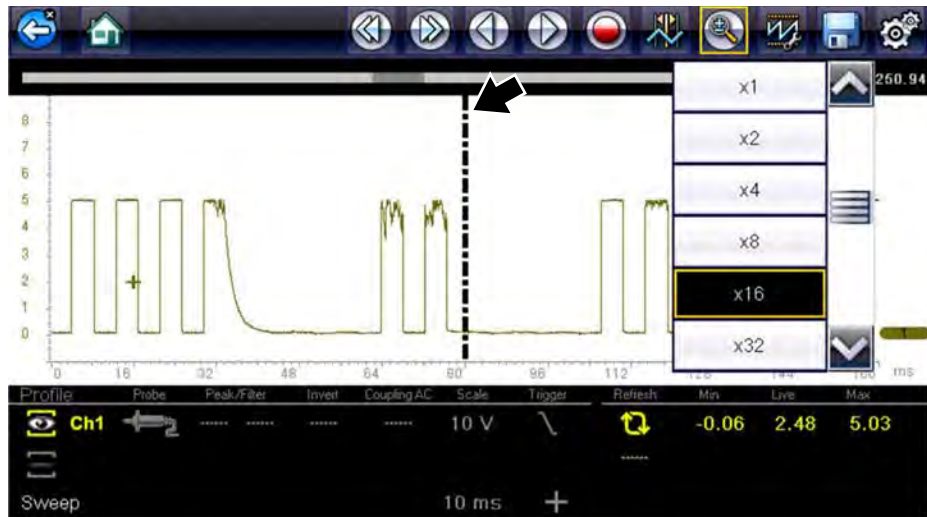 250.94
x1
x2
x4
x8
x16
x32
8
7
6
5
4
3
2
1
0
0 16 32 48 64 80 96 112 128 144 160 ms
1
Profile Probe Peak/Filter Invert Coupling AC Scale Trigger Refresh Min Live Max
Ch1 2 ------ ------ ------ ------ 10 V -0.06 2.48 5.03
------
Sweep 10 ms